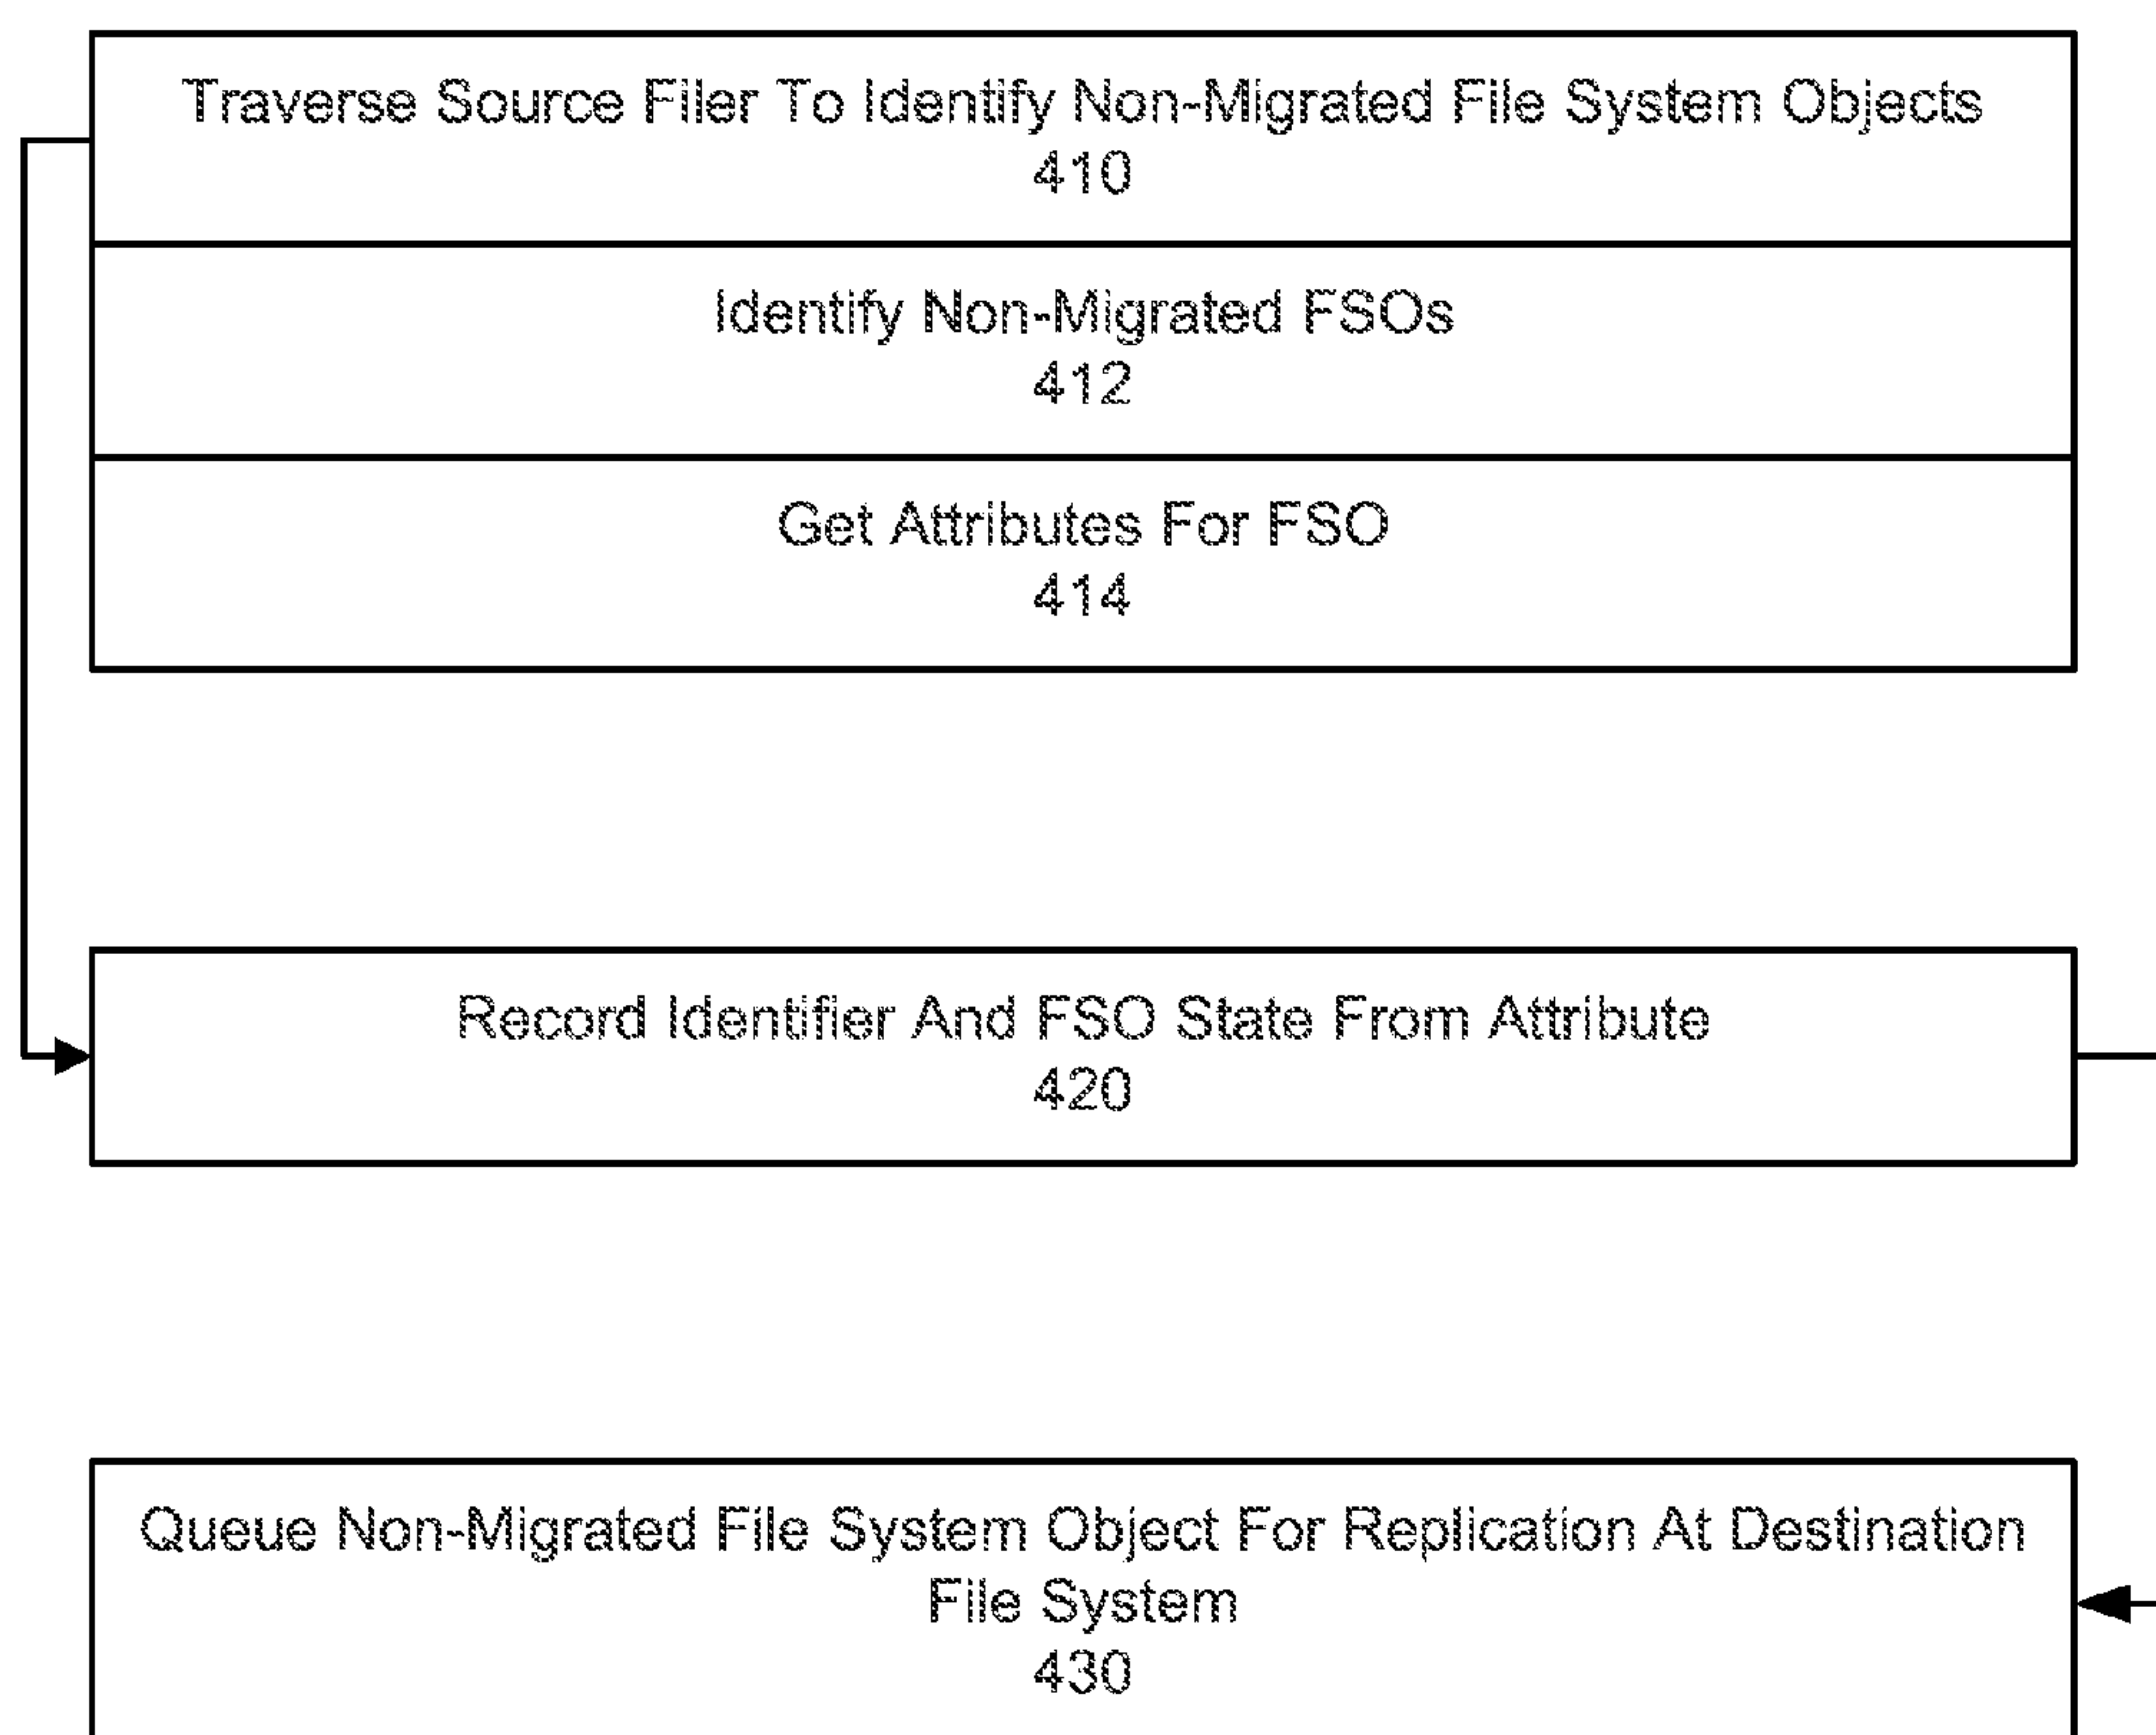 Traverse Source Filer To Identify Non-Migrated File System Objects
410
Identify Non-Migrated FSOs
412
Get Attributes For FSO
414
Record Identifier And FSO State From Attribute
420
Queue Non-Migrated File System Object For Replication At Destination
File System
430